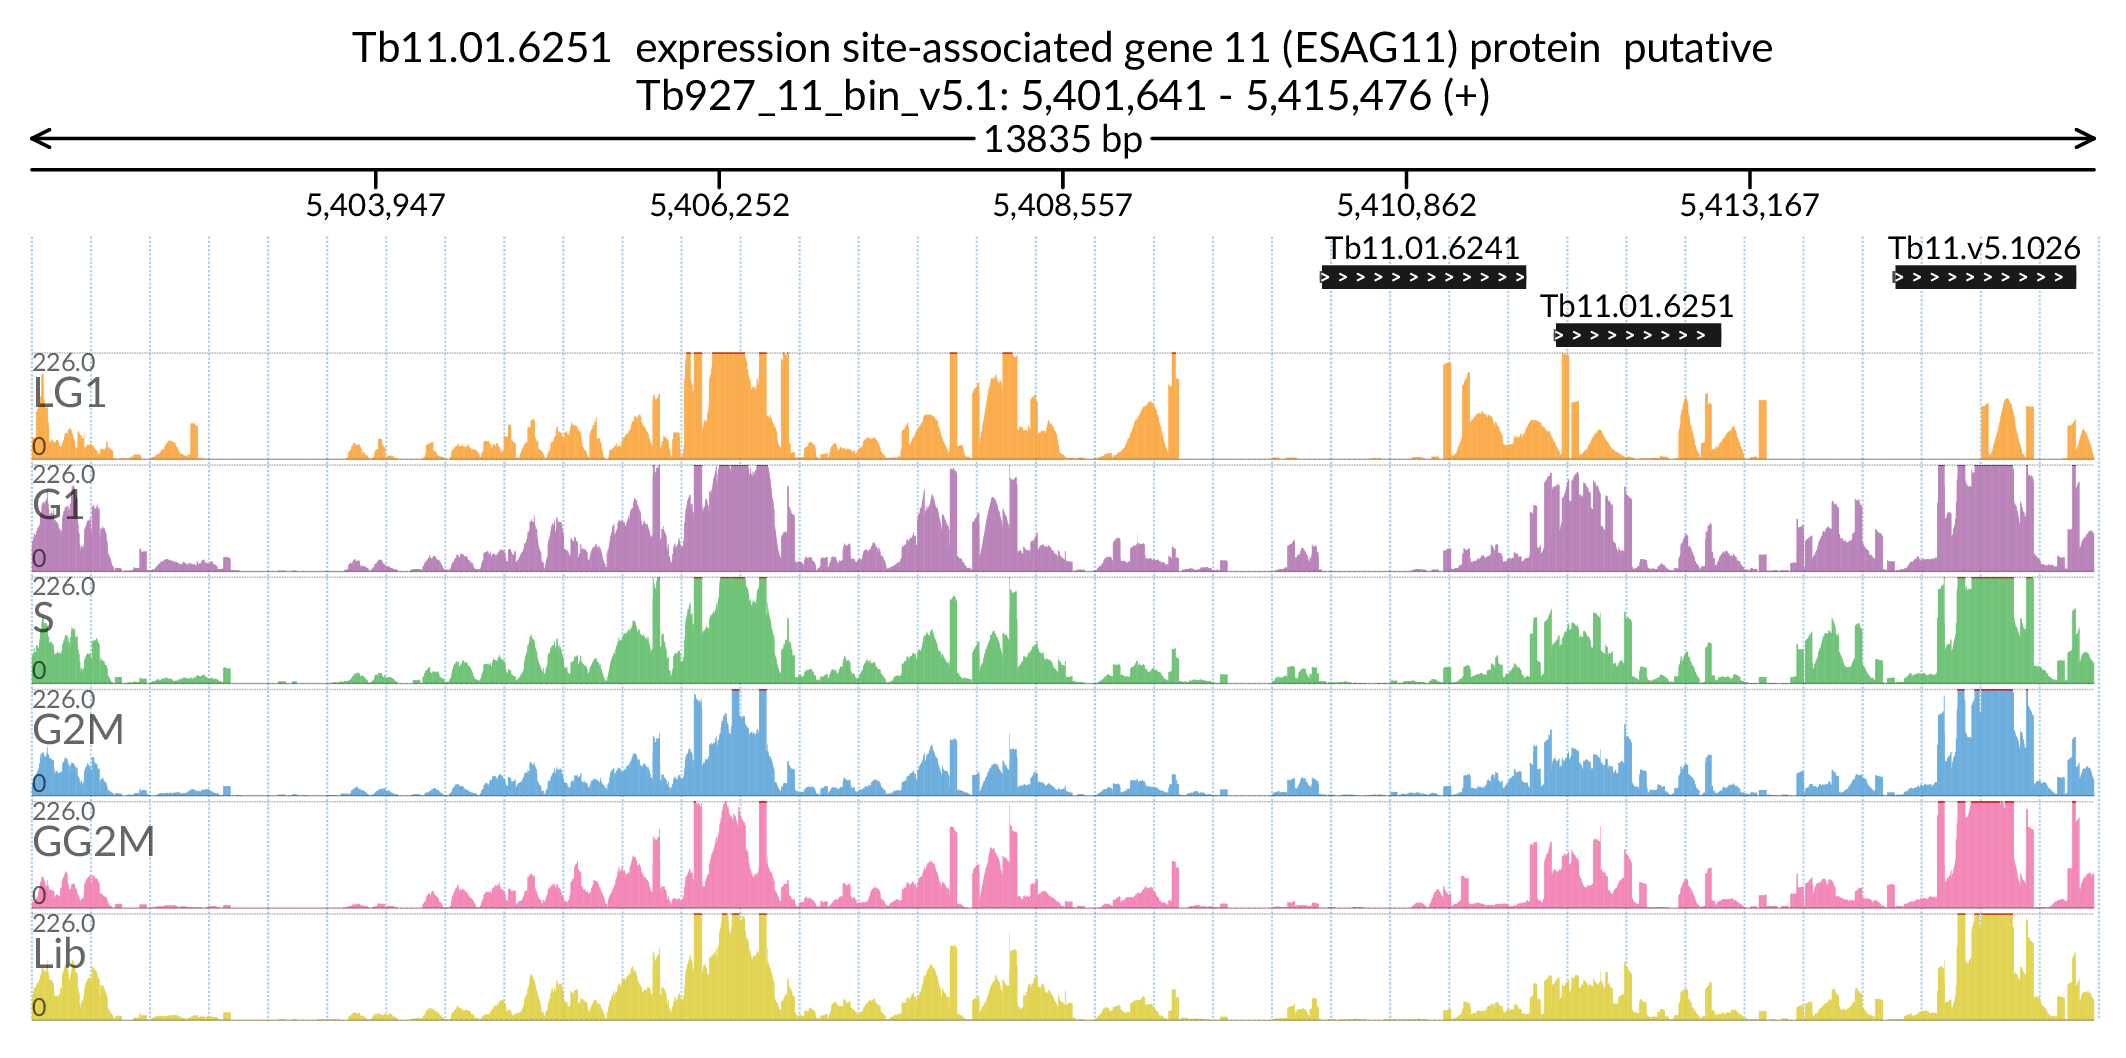 Tb11.01.6251 expression site-associated gene 11 (ESAG11) protein putative
Tb927_11_bin_v5.1: 5,401,641 - 5,415,476 (+)
13835 bp
5,403,947 5,406,252 5,408,557 5,410,862 5,413,167
Tb11.01.6241 Tb11.v5.1026
Tb11.01.6251
226.0
LG1
0
226.0
G1
0
226.0
S
0
226.0
G2M
0
226.0
GG2M
0
226.0
Lib
0